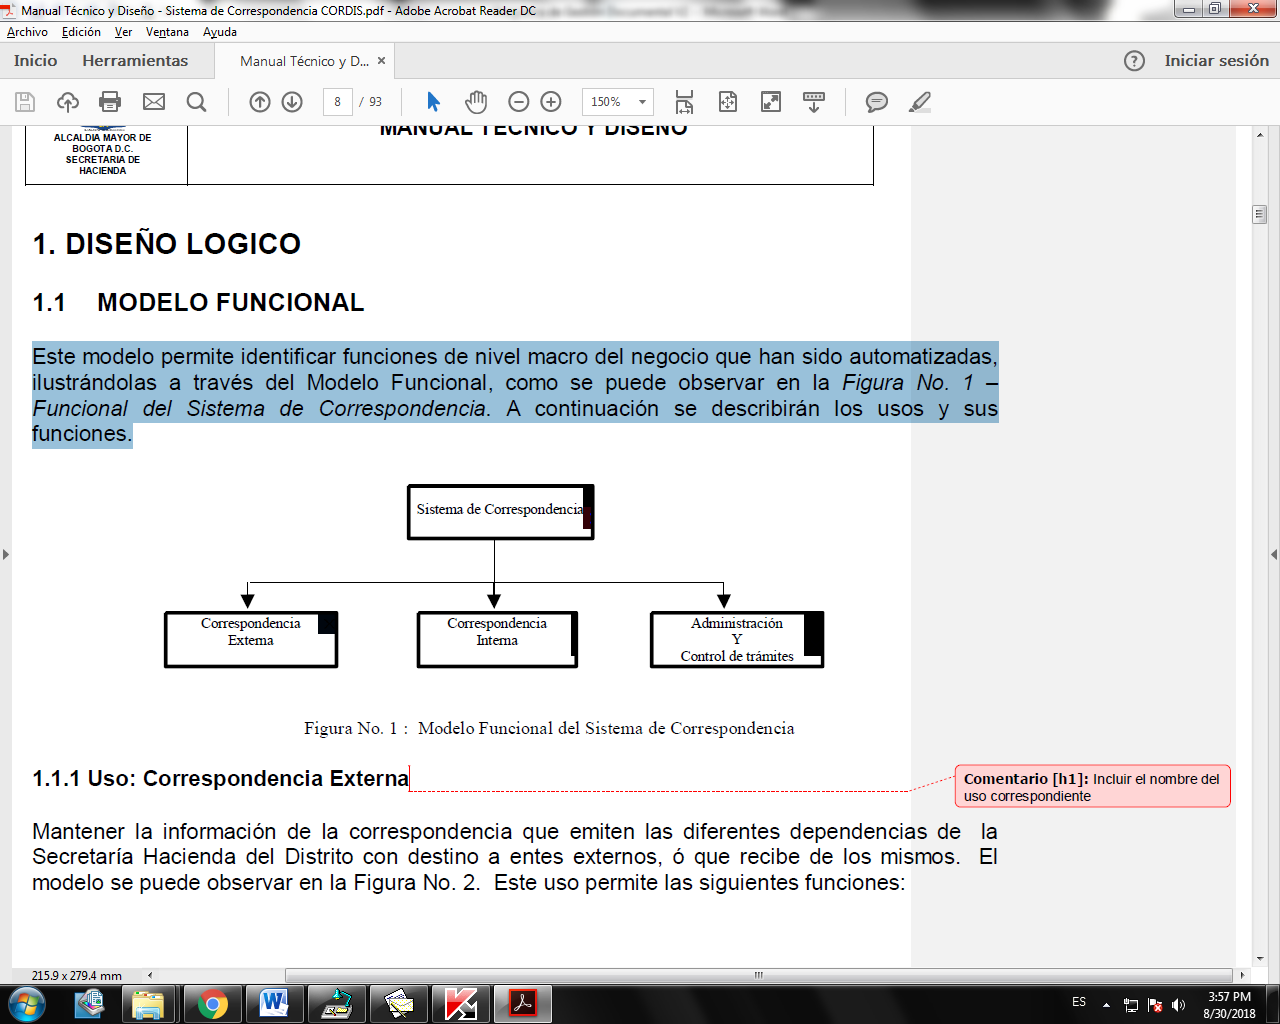 Manual Técnico y Diseño - Sistema de Correspondencia CORDIS.pdf - Adobe Acrobat Reader DC
Archivo Edición Ver Ventana Ayuda
Inicio Herramientas Manual Técnico y D... × ? Iniciar sesión
8 / 93 150%
ALCALDIA MAYOR DE
BOGOTA D.C.
SECRETARIA DE
HACIENDA
MANUAL TECNICO Y DISEÑO
1. DISEÑO LOGICO
1.1 MODELO FUNCIONAL
Este modelo permite identificar funciones de nivel macro del negocio que han sido automatizadas,
ilustrándolas a través del Modelo Funcional, como se puede observar en la Figura No. 1 –
Funcional del Sistema de Correspondencia. A continuación se describirán los usos y sus
funciones.
Sistema de Correspondencia
Correspondencia
Externa
Correspondencia
Interna
Administración
Y
Control de trámites
Figura No. 1 : Modelo Funcional del Sistema de Correspondencia
1.1.1 Uso: Correspondencia Externa
Comentario [h1]: Incluir el nombre del
uso correspondiente
Mantener la información de la correspondencia que emiten las diferentes dependencias de la
Secretaría Hacienda del Distrito con destino a entes externos, ó que recibe de los mismos. El
modelo se puede observar en la Figura No. 2. Este uso permite las siguientes funciones:
215.9 x 279.4 mm
ES
3:57 PM
8/30/2018